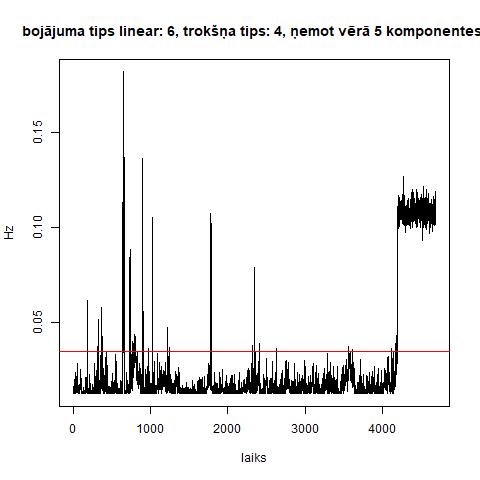 bojājuma tips linear: 6, trokšņa tips: 4, ņemot vērā 5 komponentes
0.15
0.10
0.05
Hz
0 1000 2000 3000 4000
laiks